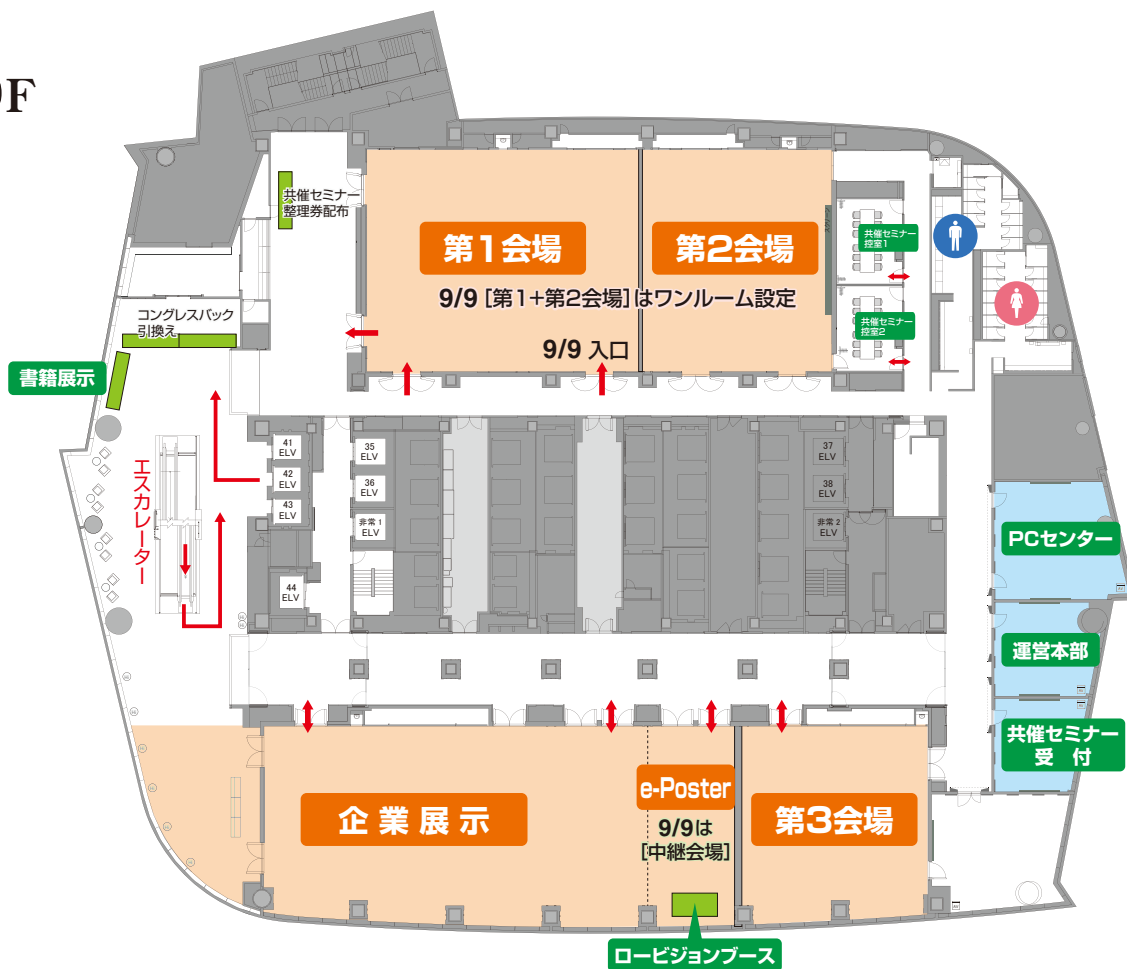 F
共催セミナー
整理券配布
第1会場
第2会場
スクリーン
9/9 [第1+第2会場]はワンルーム設定
9/9 入口
共催セミナー
控室1
共催セミナー
控室2
コングレスバック
引換え
書籍展示
エスカレーター
41
ELV
42
ELV
43
ELV
44
ELV
35
ELV
36
ELV
非常 1
ELV
37
ELV
38
ELV
非常 2
ELV
PCセンター
運営本部
共催セミナー
受 付
企 業 展 示
e-Poster
9/9は
[中継会場]
第3会場
ロービジョンブース